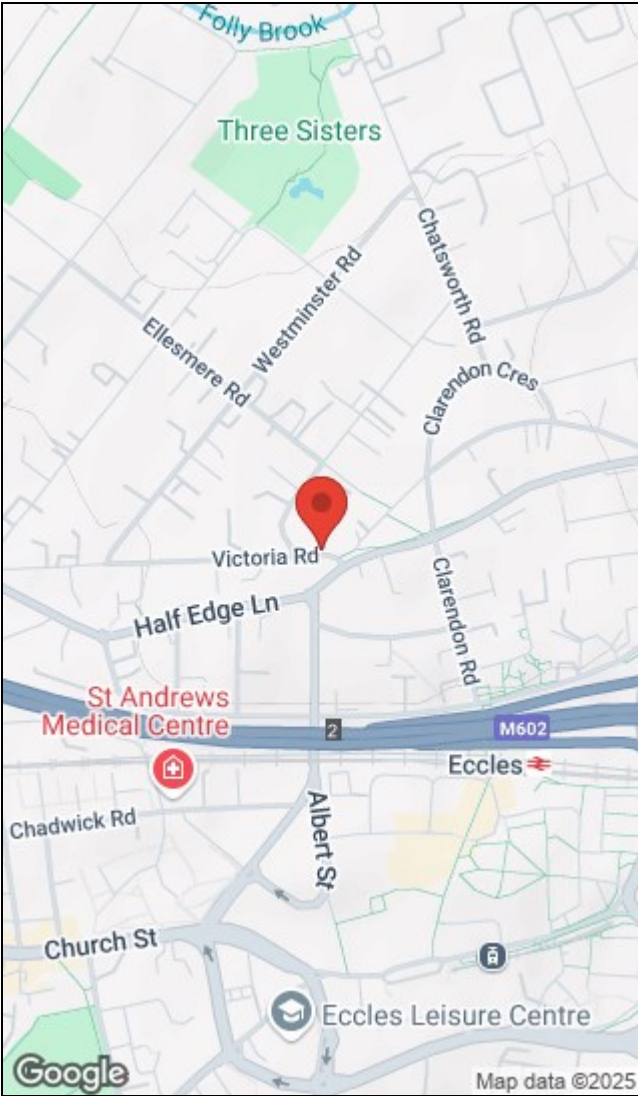 Folly Brook
Three Sisters
Chatsworth Rd
Westminster Rd
Ellesmere Rd
Clarendon Cres
Victoria Rd
Clarendon Rd
Half Edge Ln
St Andrews
Medical Centre
2
M602
Eccles
Albert St
Chadwick Rd
Church St
Eccles Leisure Centre
Google
Map data ©2025